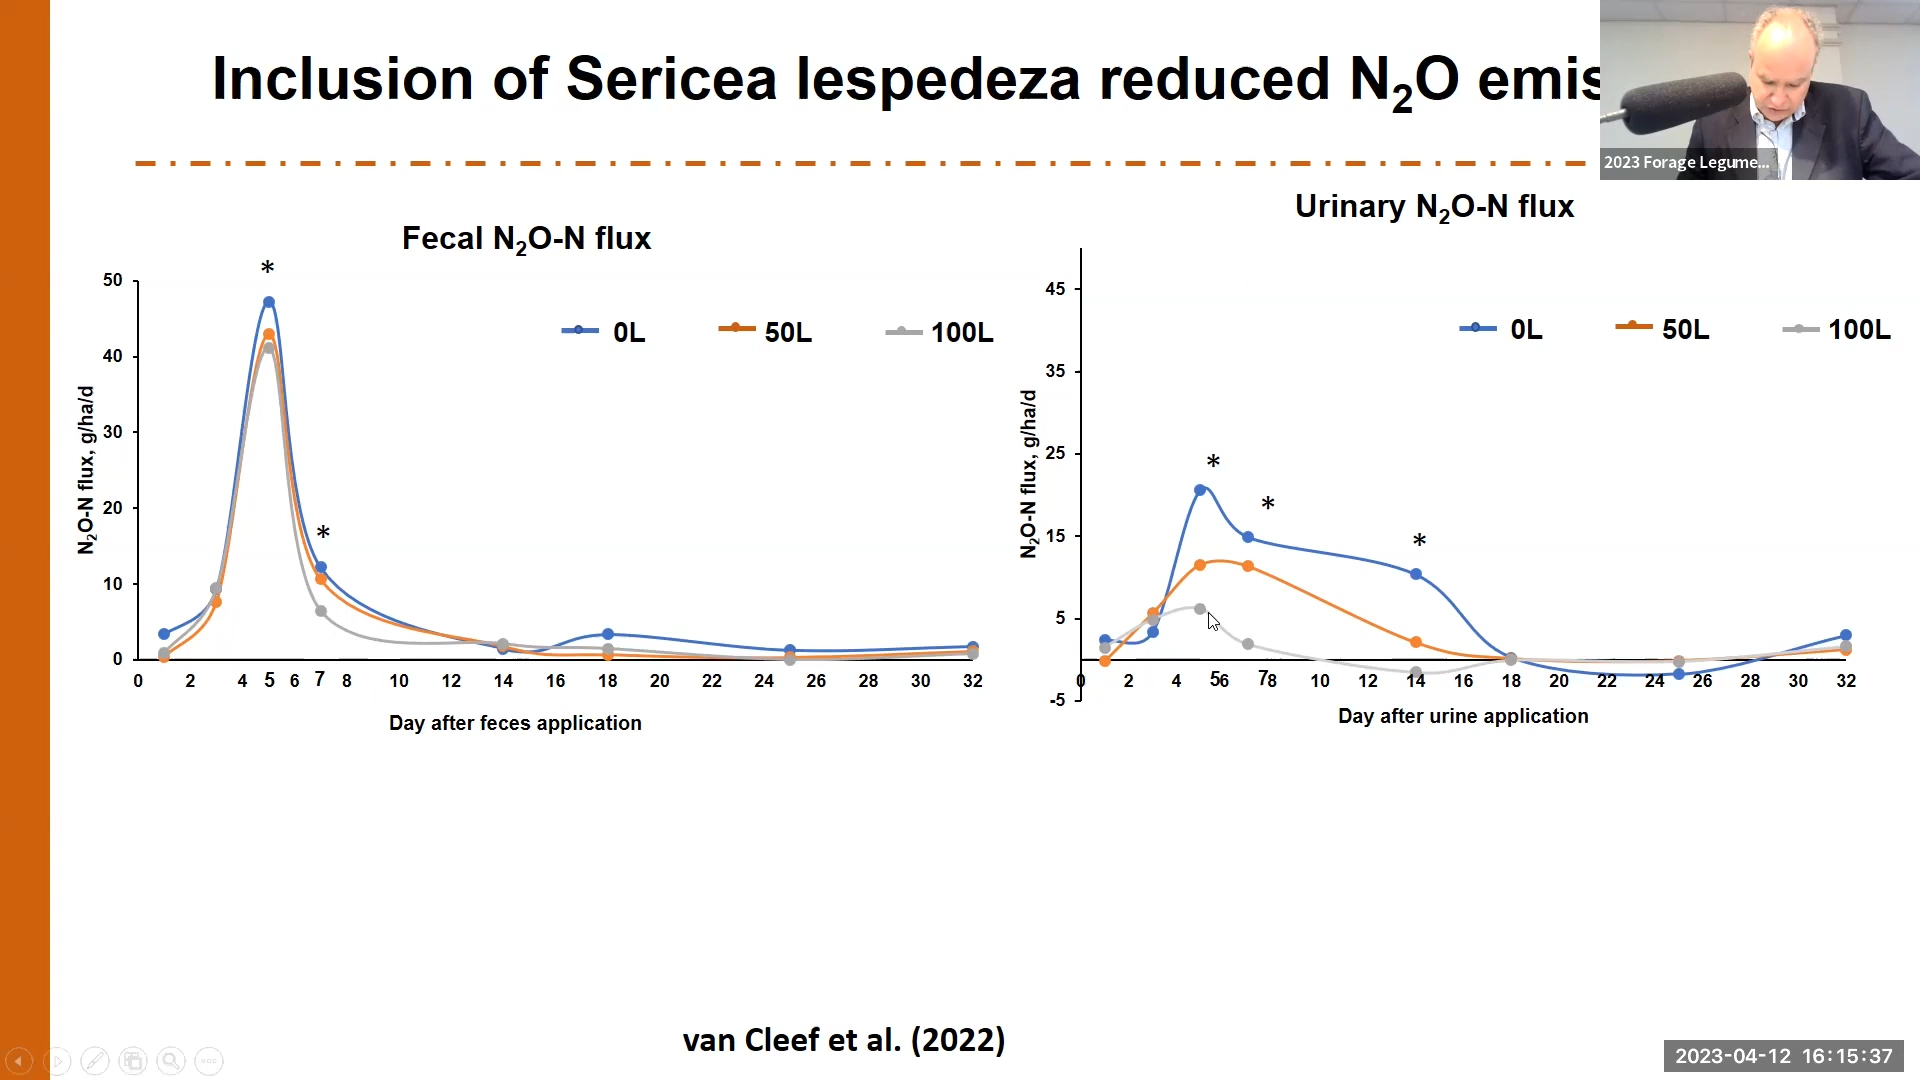 Inclusion of Sericea lespedeza reduced N₂O emis
2023 Forage Legume...
Fecal N₂O-N flux
*
*
50
40
30
20
10
0
N₂O-N flux, g/ha/d
0L 50L 100L
0 2 4 5 6 7 8 10 12 14 16 18 20 22 24 26 28 30 32
Day after feces application
Urinary N₂O-N flux
0L 50L 100L
*
*
*
45
35
25
15
5
-5
N₂O-N flux, g/ha/d
0 2 4 5 6 7 8 10 12 14 16 18 20 22 24 26 28 30 32
Day after urine application
van Cleef et al. (2022)
2023-04-12 16:15:37